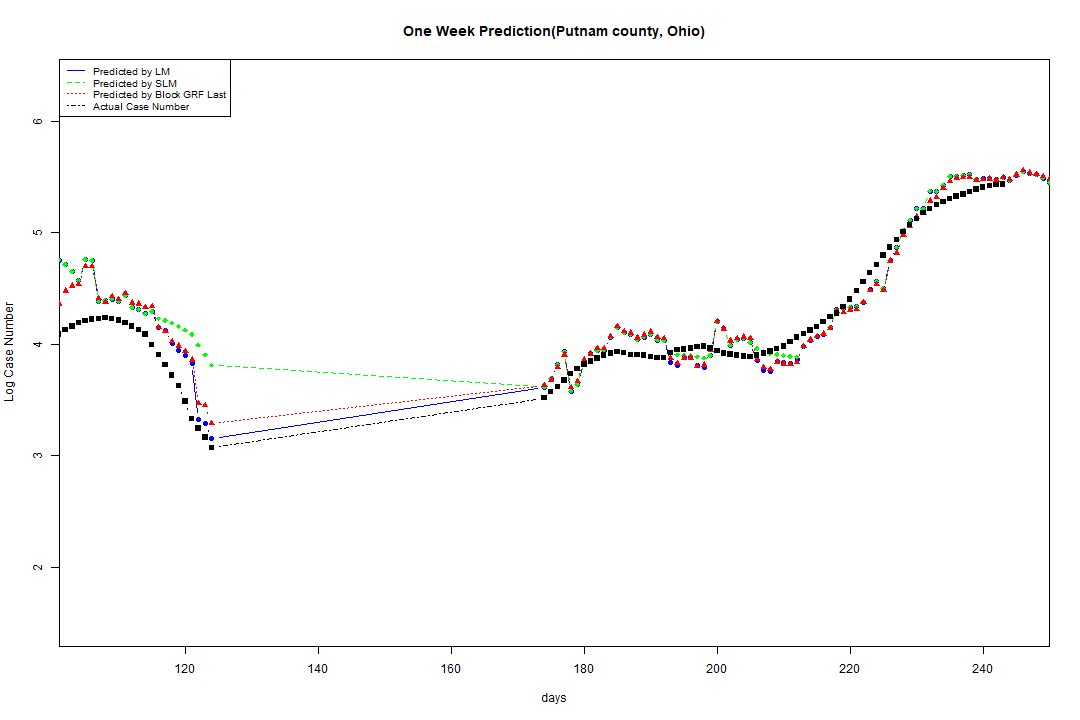 One Week Prediction(Putnam county, Ohio)
Predicted by LM
Predicted by SLM
Predicted by Block GRF Last
Actual Case Number
Log Case Number
6
5
4
3
2
120 140 160 180 200 220 240
days